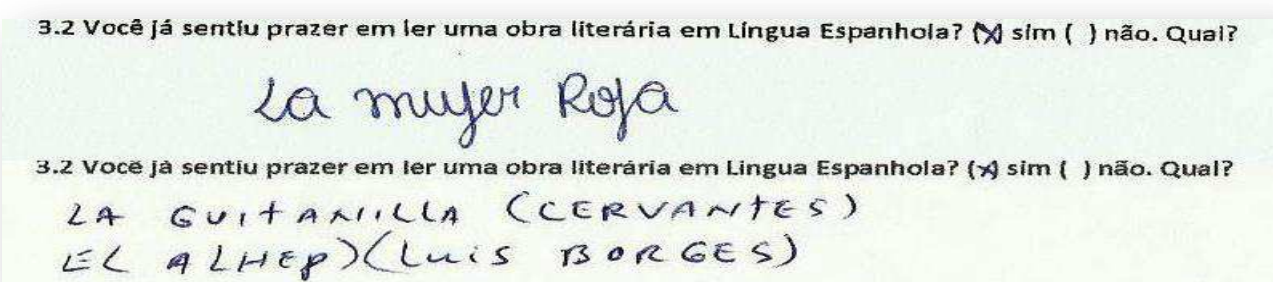 3.2 Você já sentiu prazer em ler uma obra literária em Língua Espanhola? (X) sim ( ) não. Qual?
La mujer Roja
3.2 Você já sentiu prazer em ler uma obra literária em Língua Espanhola? (X) sim ( ) não. Qual?
LA GUITANILLA (CERVANTES)
EL ALHEP)(LUIS BORGES)